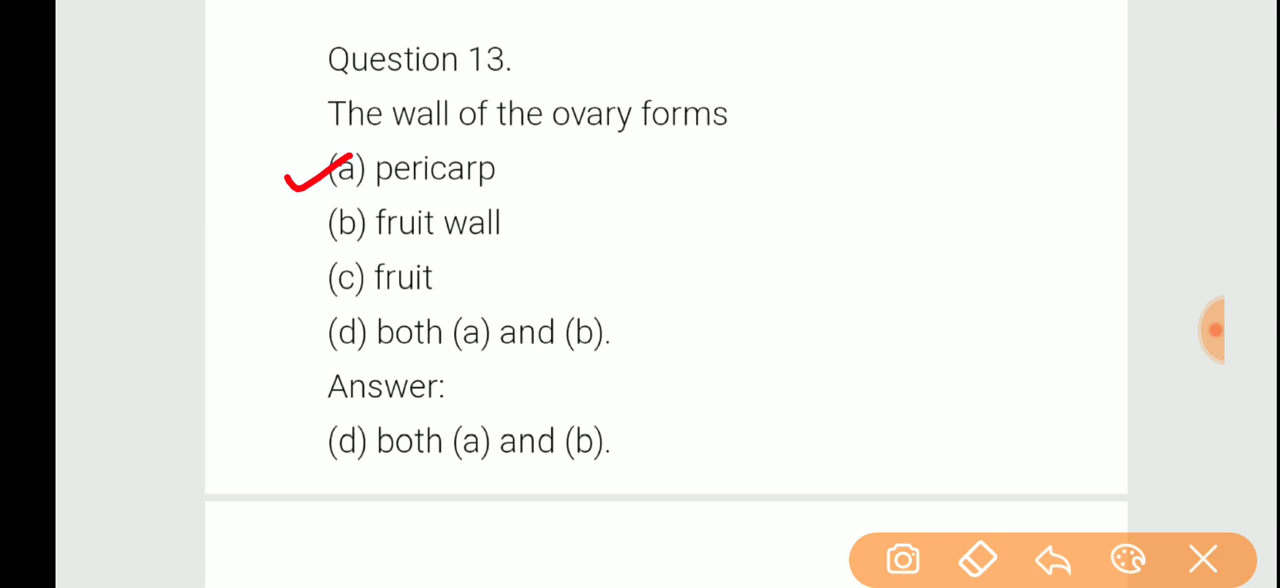 Question 13.
The wall of the ovary forms
(a) pericarp
(b) fruit wall
(c) fruit
(d) both (a) and (b).
Answer:
(d) both (a) and (b).